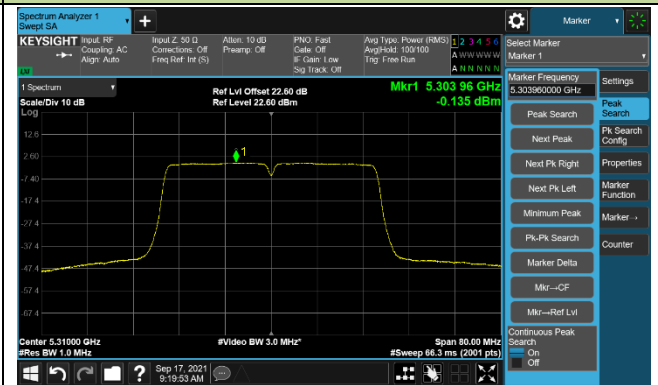 Spectrum Analyzer 1
Swept SA
Marker
KEYSIGHT
Input: RF
Coupling: AC
Align: Auto
Input Z: 50 Ω
Corrections: Off
Freq Ref: Int (S)
Atten: 10 dB
Preamp: Off
PNO: Fast
Gate: Off
IF Gain: Low
Sig Track: Off
Avg Type: Power (RMS)
Avg|Hold: 100/100
Trig: Free Run
1 2 3 4 5 6
A W W W W W
A N N N N N
Select Marker
Marker 1
1 Spectrum
Scale/Div 10 dB
Log
Ref Lvl Offset 22.60 dB
Ref Level 22.60 dBm
Mkr1 5.303 96 GHz
-0.135 dBm
12.6
2.60
-7.40
-17.4
-27.4
-37.4
-47.4
-57.4
-67.4
1
Center 5.31000 GHz
#Res BW 1.0 MHz
#Video BW 3.0 MHz*
Span 80.00 MHz
#Sweep 66.3 ms (2001 pts)
Marker Frequency
5.303960000 GHz
Peak Search
Next Peak
Next Pk Right
Next Pk Left
Minimum Peak
Pk-Pk Search
Marker Delta
Mkr→CF
Mkr→Ref Lvl
Continuous Peak
Search
On
Off
Settings
Peak
Search
Pk Search
Config
Properties
Marker
Function
Marker→
Counter
Sep 17, 2021
9:19:53 AM